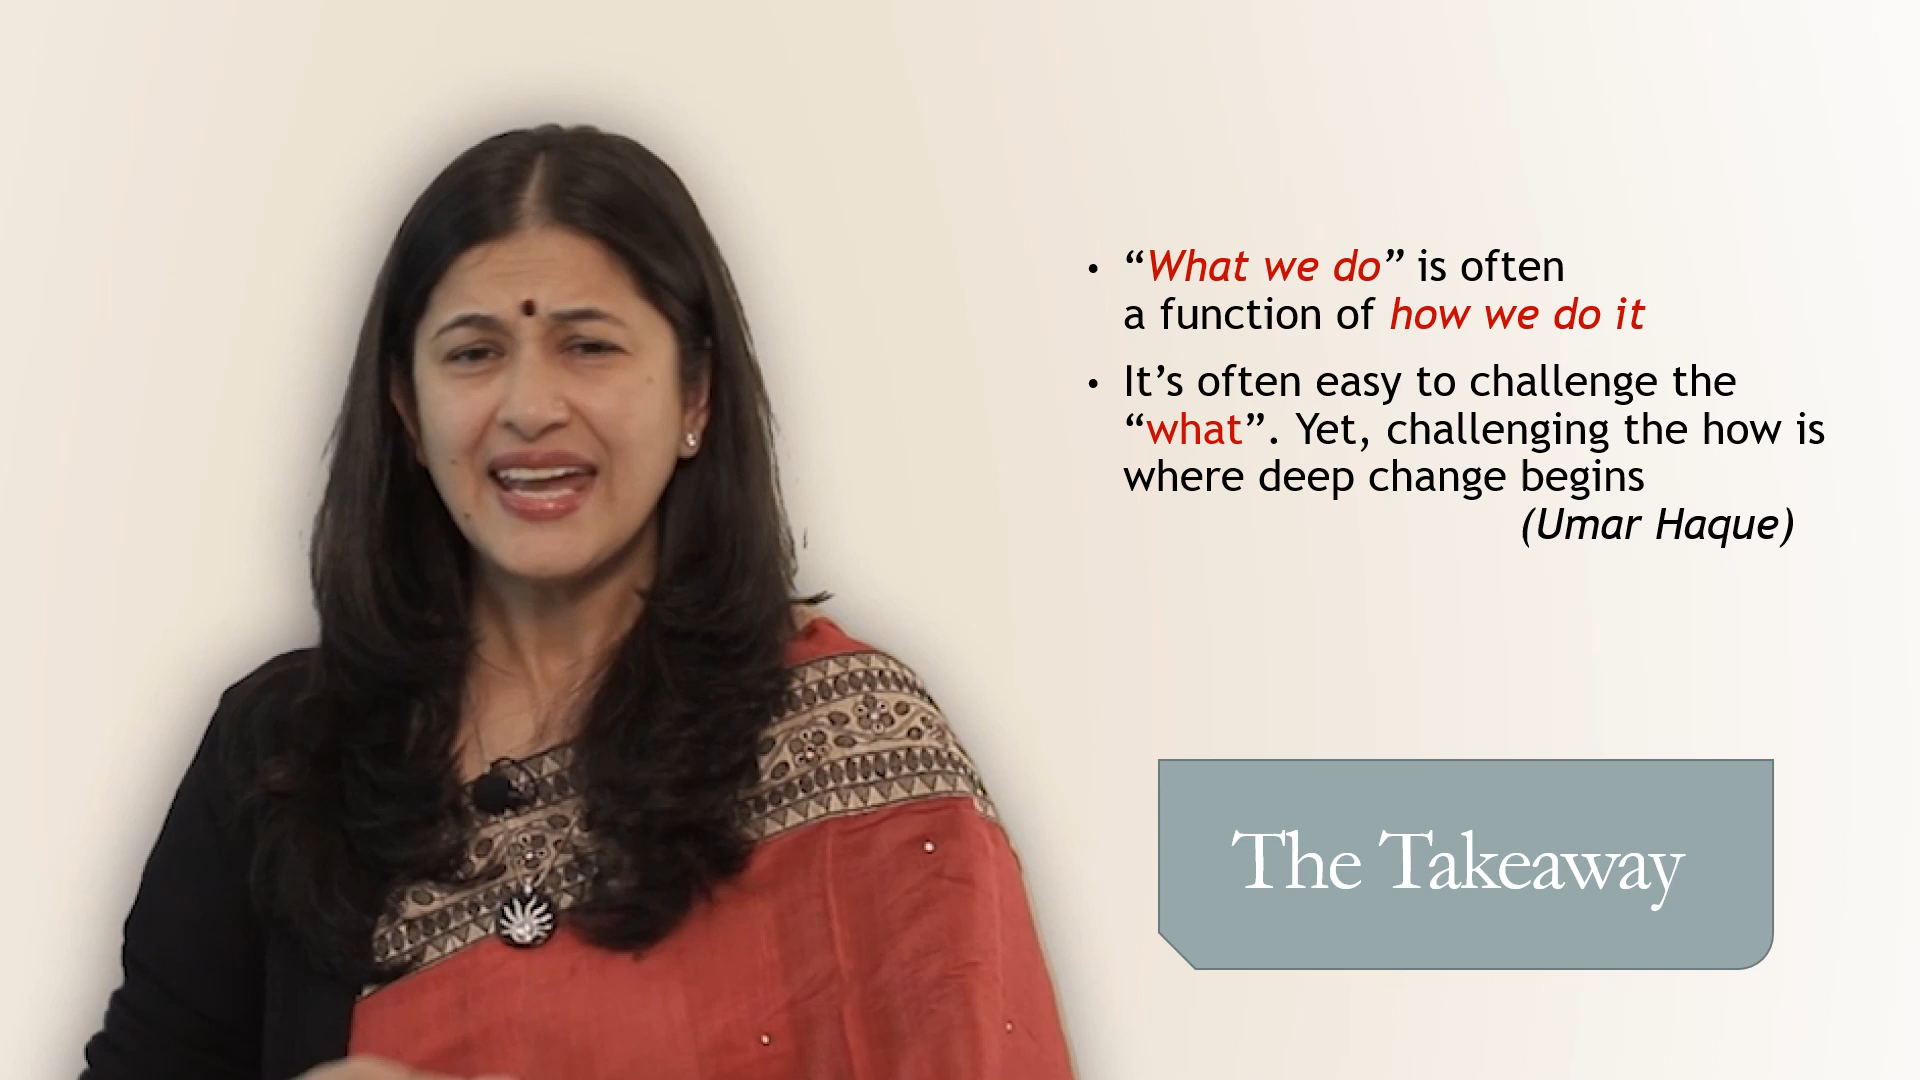 • “What we do” is often
a function of how we do it
• It’s often easy to challenge the
“what”. Yet, challenging the how is
where deep change begins
(Umar Haque)
The Takeaway